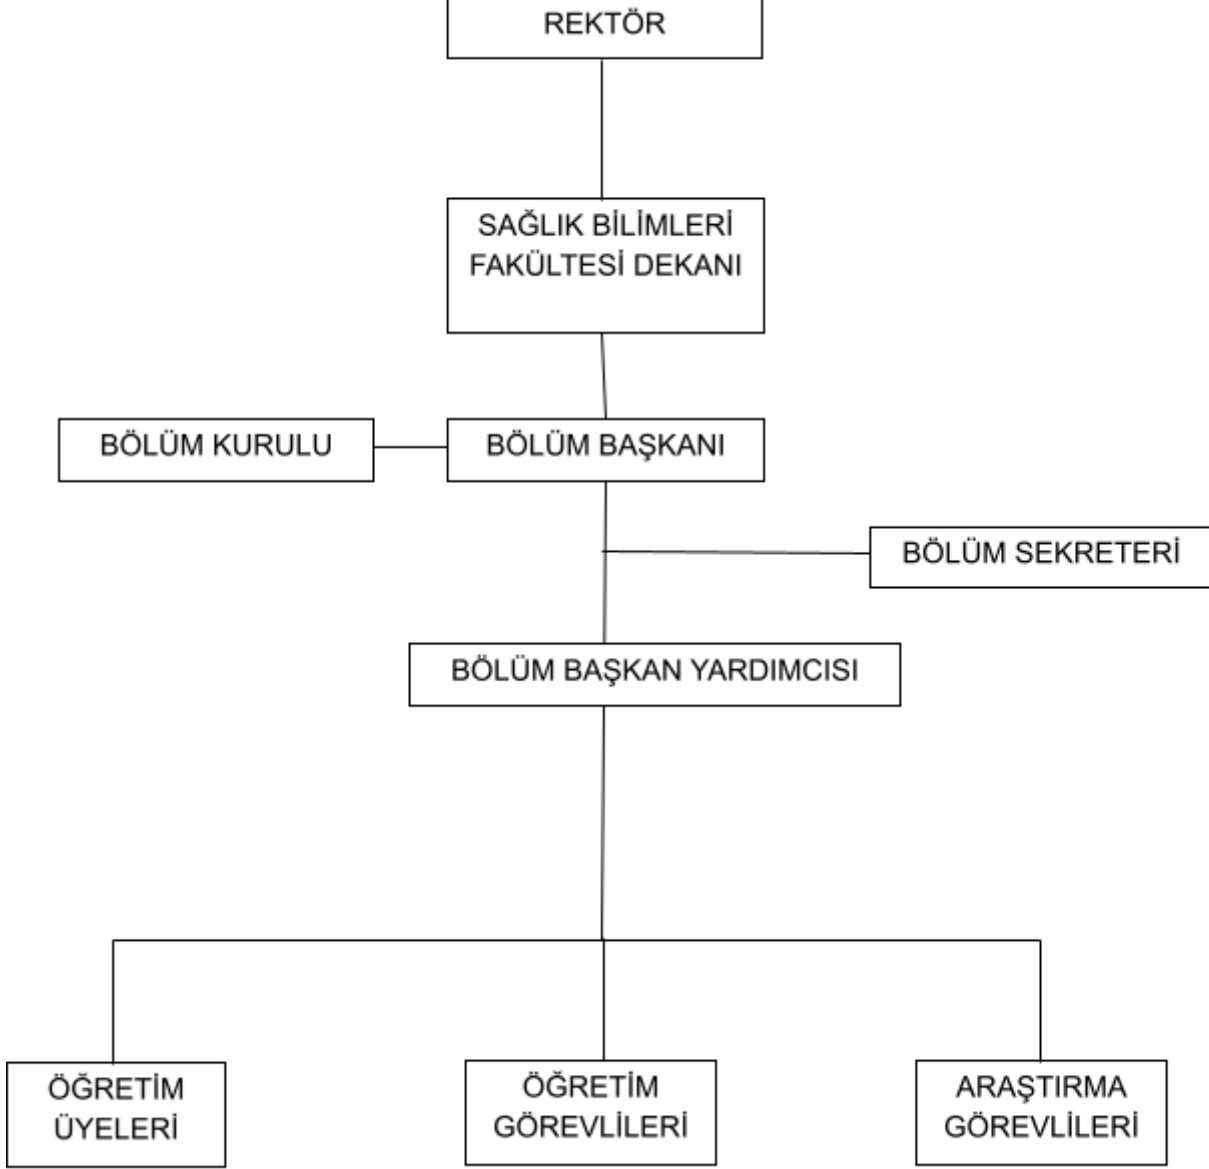 REKTÖR
SAĞLIK BİLİMLERİ
FAKÜLTESİ DEKANI
BÖLÜM KURULU
BÖLÜM BAŞKANI
BÖLÜM SEKRETERİ
BÖLÜM BAŞKAN YARDIMCISI
ÖĞRETİM
ÜYELERİ
ÖĞRETİM
GÖREVLİLERİ
ARAŞTIRMA
GÖREVLİLERİ